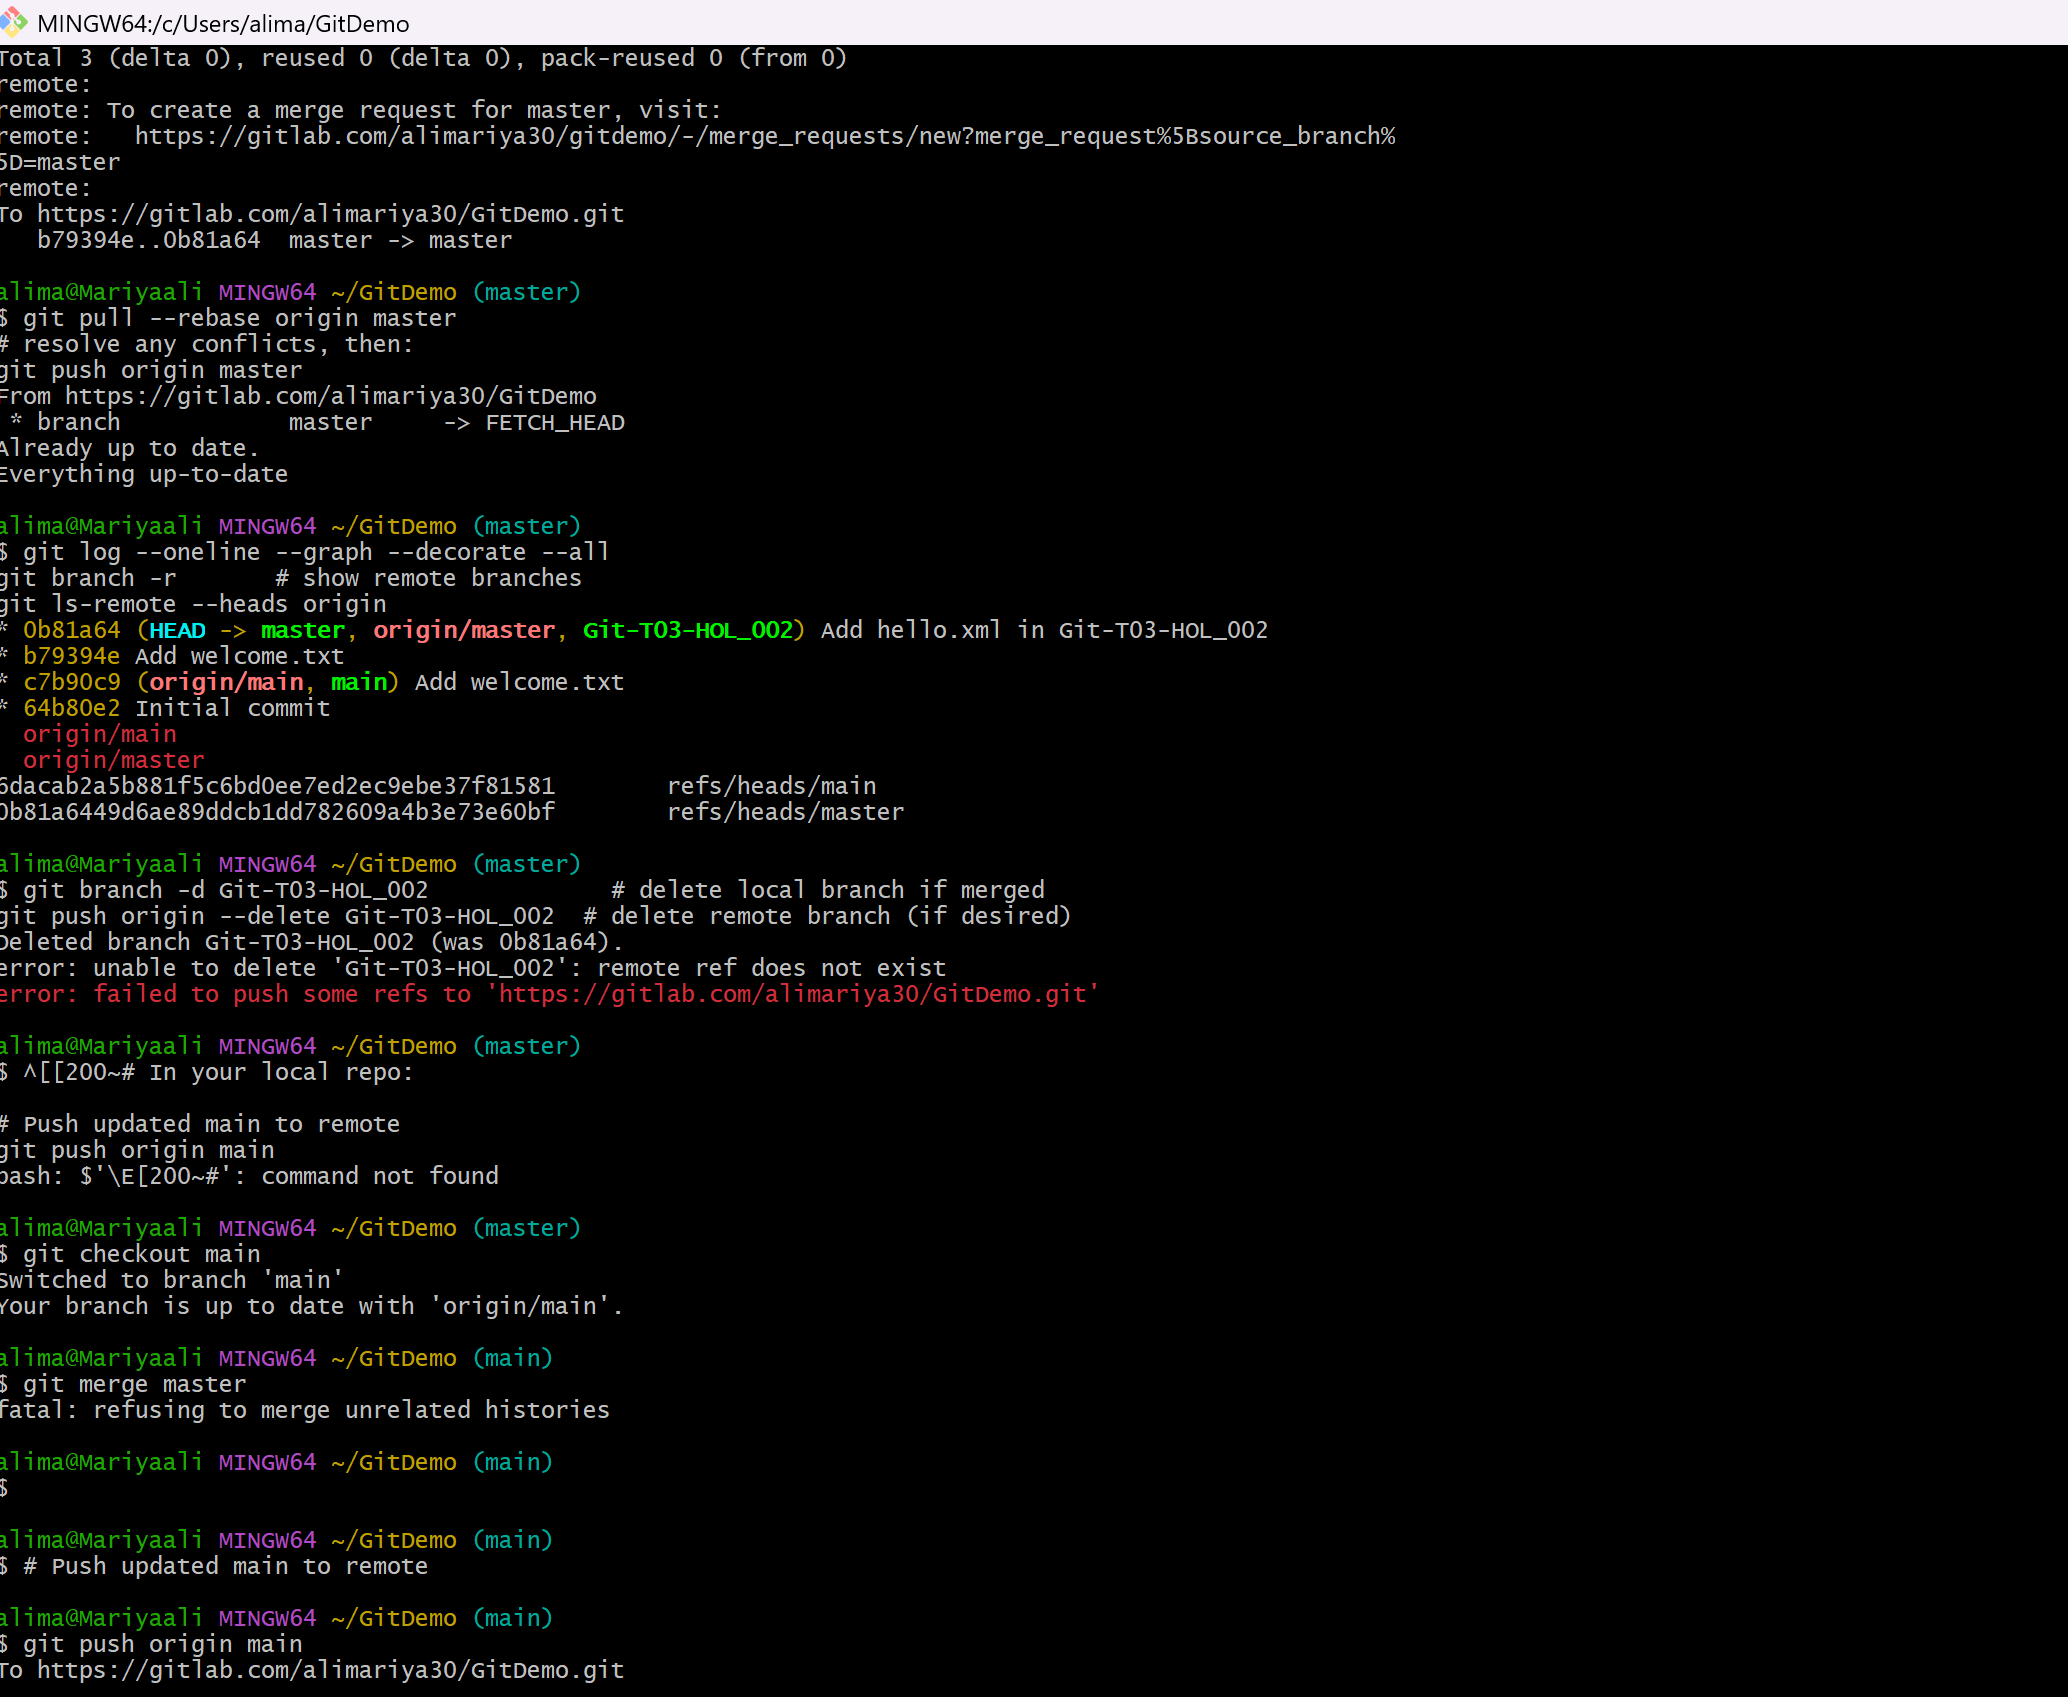 MINGW64:/c/Users/alima/GitDemo
Total 3 (delta 0), reused 0 (delta 0), pack-reused 0 (from 0)
remote:
remote: To create a merge request for master, visit:
remote:   https://gitlab.com/alimariya30/gitdemo/-/merge_requests/new?merge_request%5Bsource_branch%
5D=master
remote:
To https://gitlab.com/alimariya30/GitDemo.git
   b79394e..0b81a64  master -> master
alima@Mariyaali MINGW64 ~/GitDemo (master)
$ git pull --rebase origin master
# resolve any conflicts, then:
git push origin master
From https://gitlab.com/alimariya30/GitDemo
 * branch            master     -> FETCH_HEAD
Already up to date.
Everything up-to-date
alima@Mariyaali MINGW64 ~/GitDemo (master)
$ git log --oneline --graph --decorate --all
git branch -r       # show remote branches
git ls-remote --heads origin
* 0b81a64 (HEAD -> master, origin/master, Git-T03-HOL_002) Add hello.xml in Git-T03-HOL_002
* b79394e Add welcome.txt
* c7b90c9 (origin/main, main) Add welcome.txt
* 64b80e2 Initial commit
  origin/main
  origin/master
6dacab2a5b881f5c6bd0ee7ed2ec9ebe37f81581        refs/heads/main
0b81a6449d6ae89ddcb1dd782609a4b3e73e60bf        refs/heads/master
alima@Mariyaali MINGW64 ~/GitDemo (master)
$ git branch -d Git-T03-HOL_002             # delete local branch if merged
git push origin --delete Git-T03-HOL_002  # delete remote branch (if desired)
Deleted branch Git-T03-HOL_002 (was 0b81a64).
error: unable to delete 'Git-T03-HOL_002': remote ref does not exist
error: failed to push some refs to 'https://gitlab.com/alimariya30/GitDemo.git'
alima@Mariyaali MINGW64 ~/GitDemo (master)
$ ^[[200~# In your local repo:
# Push updated main to remote
git push origin main
bash: $'\E[200~#': command not found
alima@Mariyaali MINGW64 ~/GitDemo (master)
$ git checkout main
Switched to branch 'main'
Your branch is up to date with 'origin/main'.
alima@Mariyaali MINGW64 ~/GitDemo (main)
$ git merge master
fatal: refusing to merge unrelated histories
alima@Mariyaali MINGW64 ~/GitDemo (main)
$
alima@Mariyaali MINGW64 ~/GitDemo (main)
$ # Push updated main to remote
alima@Mariyaali MINGW64 ~/GitDemo (main)
$ git push origin main
To https://gitlab.com/alimariya30/GitDemo.git